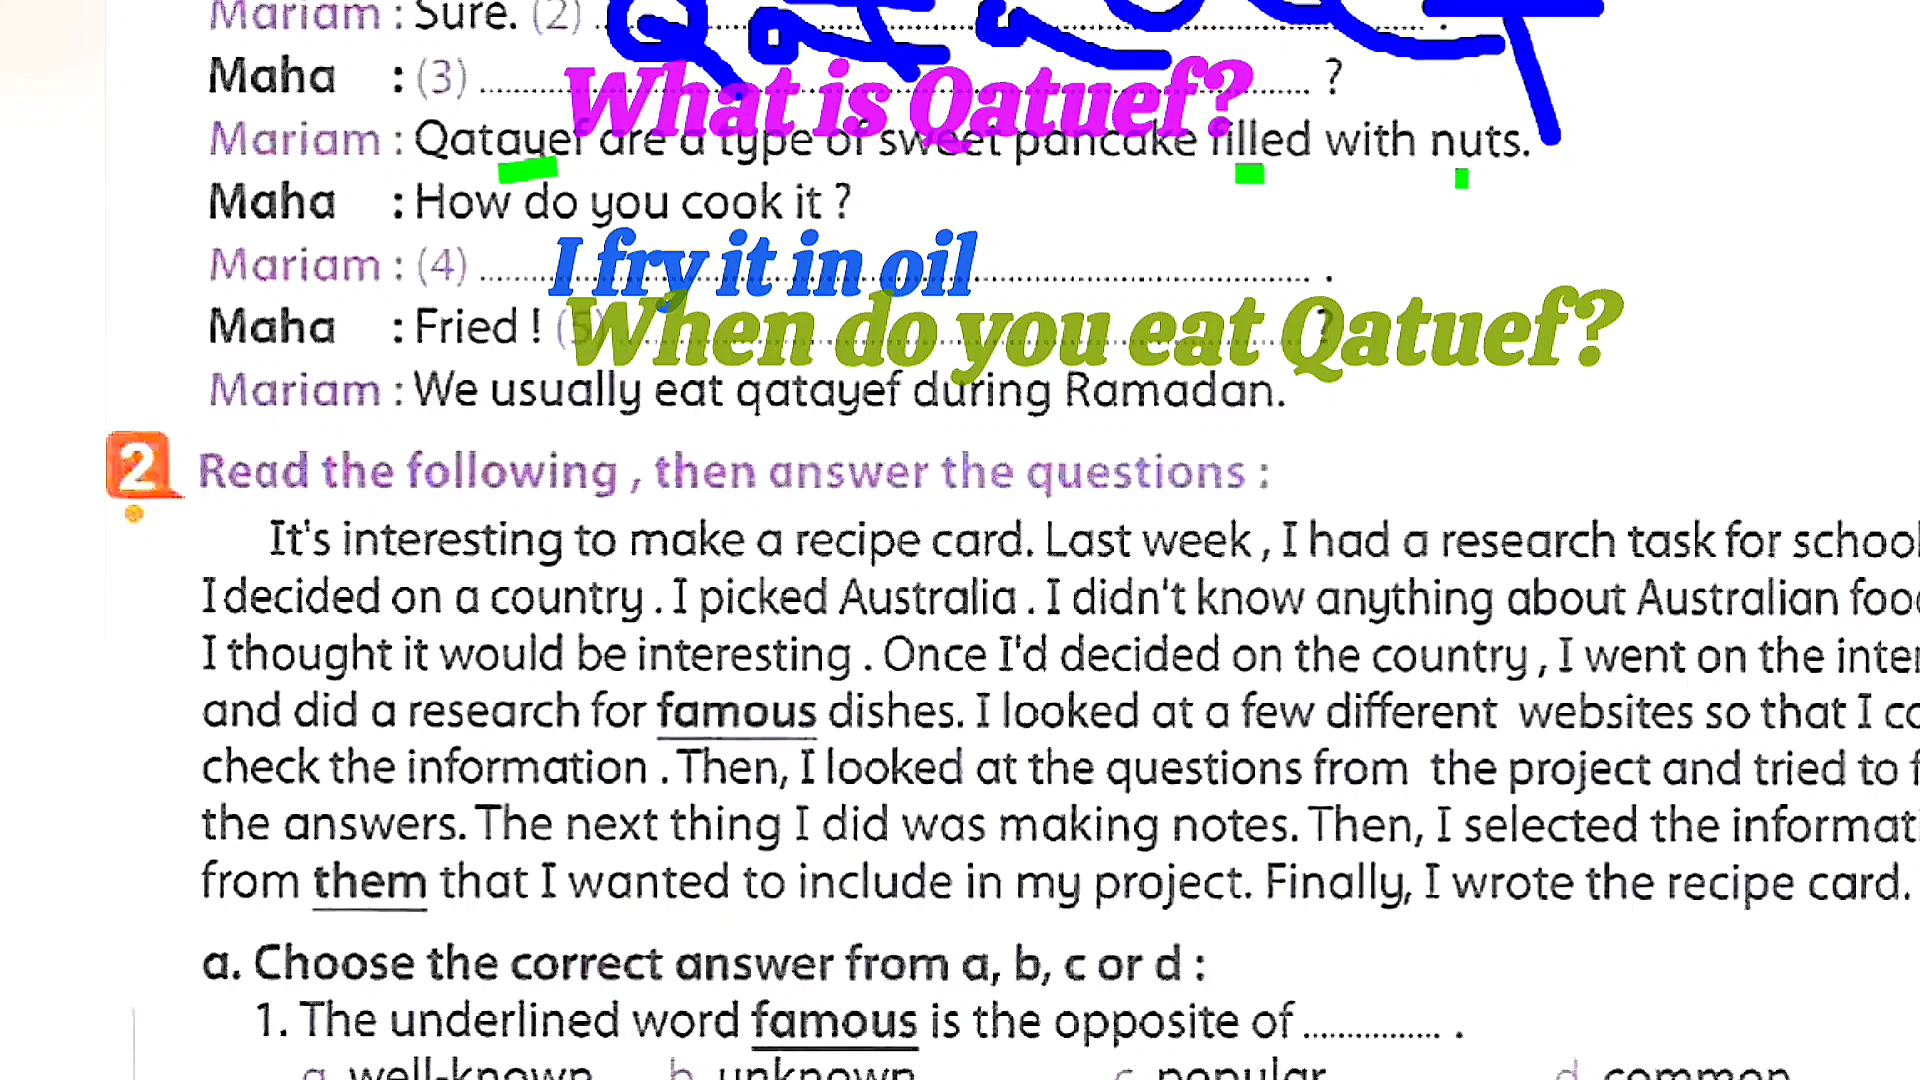 Mariam : Sure. (2) .................... .
Maha : (3) .................... ?
What is Qatuef?
Mariam : Qatayef are a type of sweet pancake filled with nuts.
Maha : How do you cook it ?
Mariam : (4) .................... .
I fry it in oil
Maha : Fried ! (5) .................... ?
When do you eat Qatuef?
Mariam : We usually eat qatayef during Ramadan.
2 Read the following , then answer the questions :
It's interesting to make a recipe card. Last week , I had a research task for school
I decided on a country . I picked Australia . I didn't know anything about Australian
I thought it would be interesting . Once I'd decided on the country , I went on the
and did a research for famous dishes. I looked at a few different websites so that I
check the information . Then, I looked at the questions from the project and tried to
the answers. The next thing I did was making notes. Then, I selected the
from them that I wanted to include in my project. Finally, I wrote the recipe card.
a. Choose the correct answer from a, b, c or d :
1. The underlined word famous is the opposite of ............... .
a. well-known b. unknown c. popular d. common